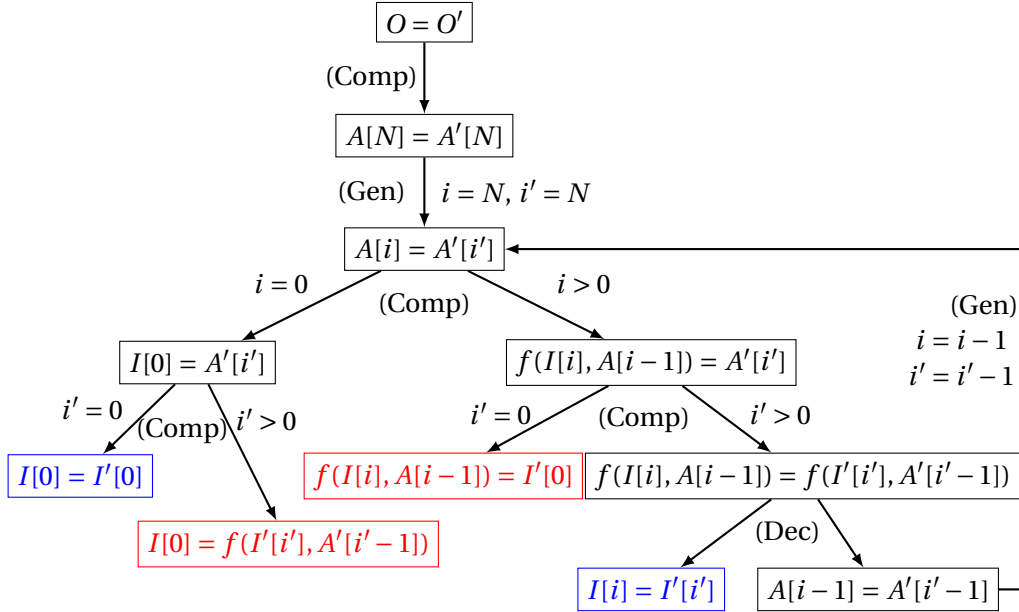 O = O′
(Comp)
A[N] = A′[N]
(Gen) i = N, i′ = N
A[i] = A′[i′]
i = 0 (Comp) i > 0
(Gen)
i = i − 1
i′ = i′ − 1
I[0] = A′[i′] f(I[i], A[i − 1]) = A′[i′]
i′ = 0 (Comp) i′ > 0 i′ = 0 (Comp) i′ > 0
I[0] = I′[0] f(I[i], A[i − 1]) = I′[0] f(I[i], A[i − 1]) = f(I′[i′], A′[i′ − 1])
I[0] = f(I′[i′], A′[i′ − 1]) (Dec)
I[i] = I′[i′] A[i − 1] = A′[i′ − 1]